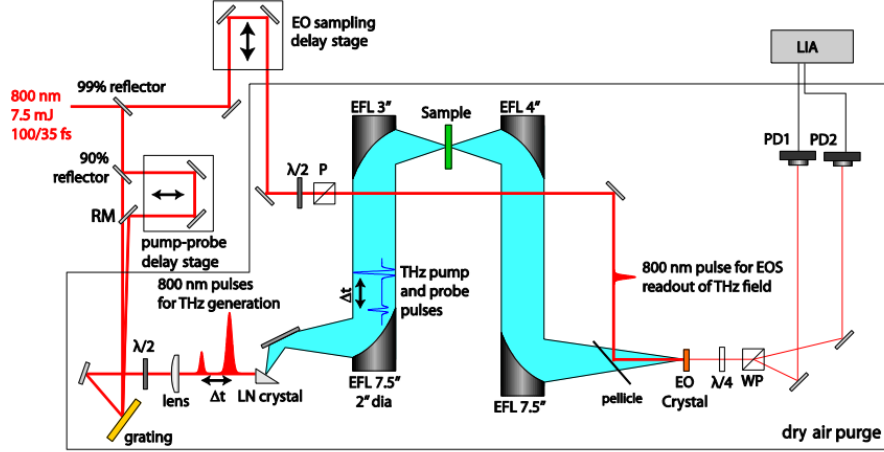 EO sampling
delay stage
LIA
99% reflector
800 nm
7.5 mJ
100/35 fs
EFL 3”
Sample
EFL 4”
PD1
PD2
90%
reflector
λ/2
P
RM
pump-probe
delay stage
800 nm pulses
for THz generation
Δt
THz pump
and probe
pulses
800 nm pulse for EOS
readout of THz field
λ/2
lens
Δt
LN crystal
EFL 7.5”
2” dia
EFL 7.5”
pellicle
EO
Crystal
λ/4
WP
grating
dry air purge